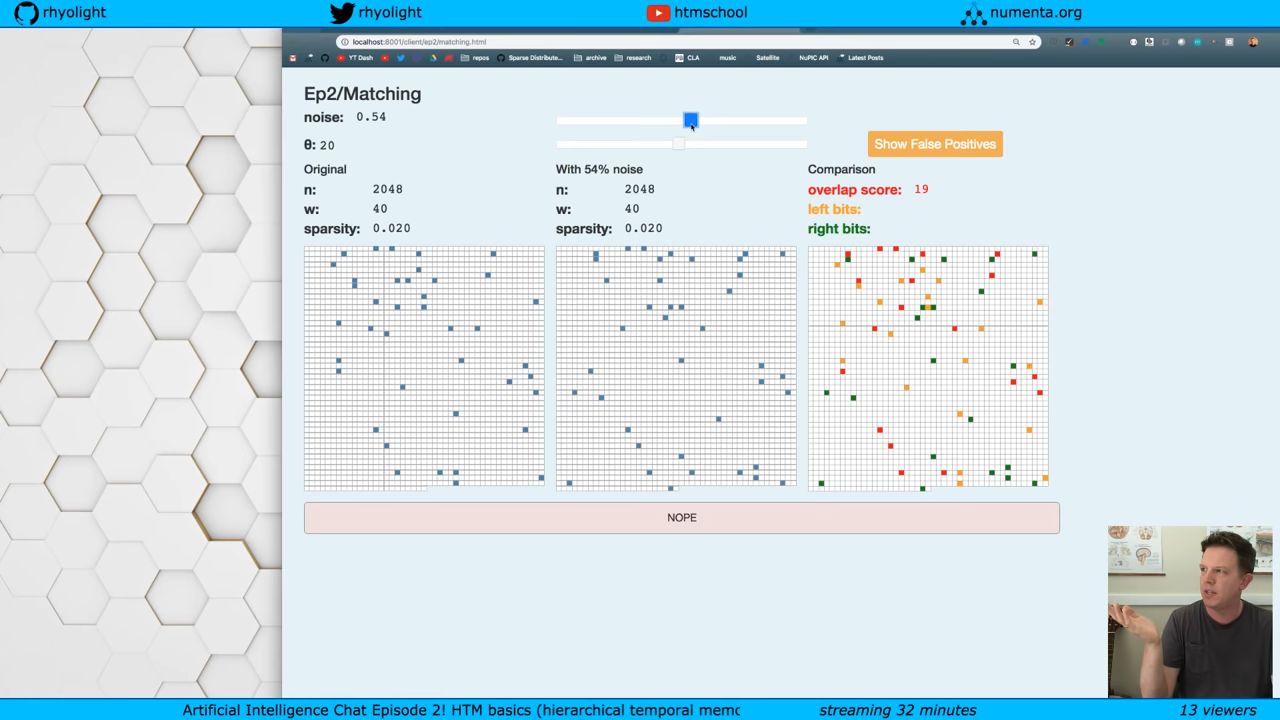 rhyolight
rhyolight
htmschool
numenta.org
localhost:8001/client/ep2/matching.html
YT Dash
repos
Sparse Distribute...
archive
research
CLA
music
Satellite
NuPIC API
Latest Posts
Ep2/Matching
noise: 0.54
θ: 20
Show False Positives
Original
With 54% noise
Comparison
n: 2048
n: 2048
overlap score: 19
w: 40
w: 40
left bits:
sparsity: 0.020
sparsity: 0.020
right bits:
NOPE
Artificial Intelligence Chat Episode 2! HTM basics (hierarchical temporal memo
streaming 32 minutes
13 viewers